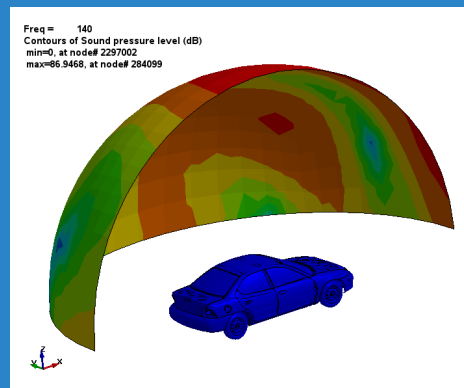 Freq = 140
Contours of Sound pressure level (dB)
min=0, at node# 2297002
max=86.9468, at node# 284099
Z
Y X